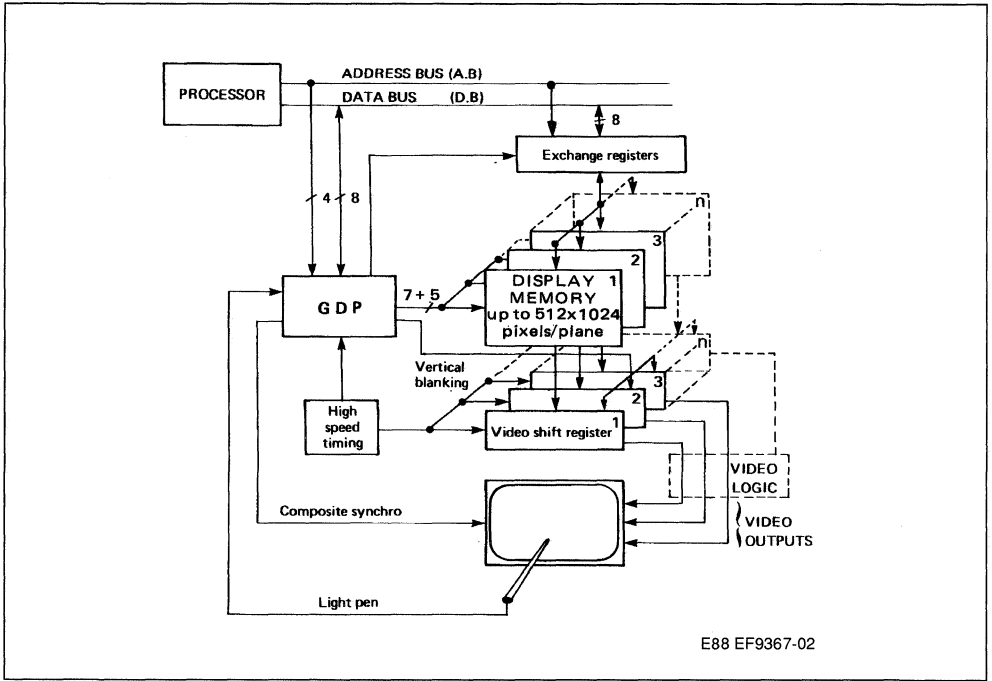 PROCESSOR
ADDRESS BUS (A.B)
DATA BUS (D.B)
8
Exchange registers
4
8
n
3
2
1
DISPLAY
MEMORY
up to 512x1024
pixels/plane
GDP
7 + 5
Vertical
blanking
n
3
2
1
Video shift register
High
speed
timing
VIDEO
LOGIC
VIDEO
OUTPUTS
Composite synchro
Light pen
E88 EF9367-02